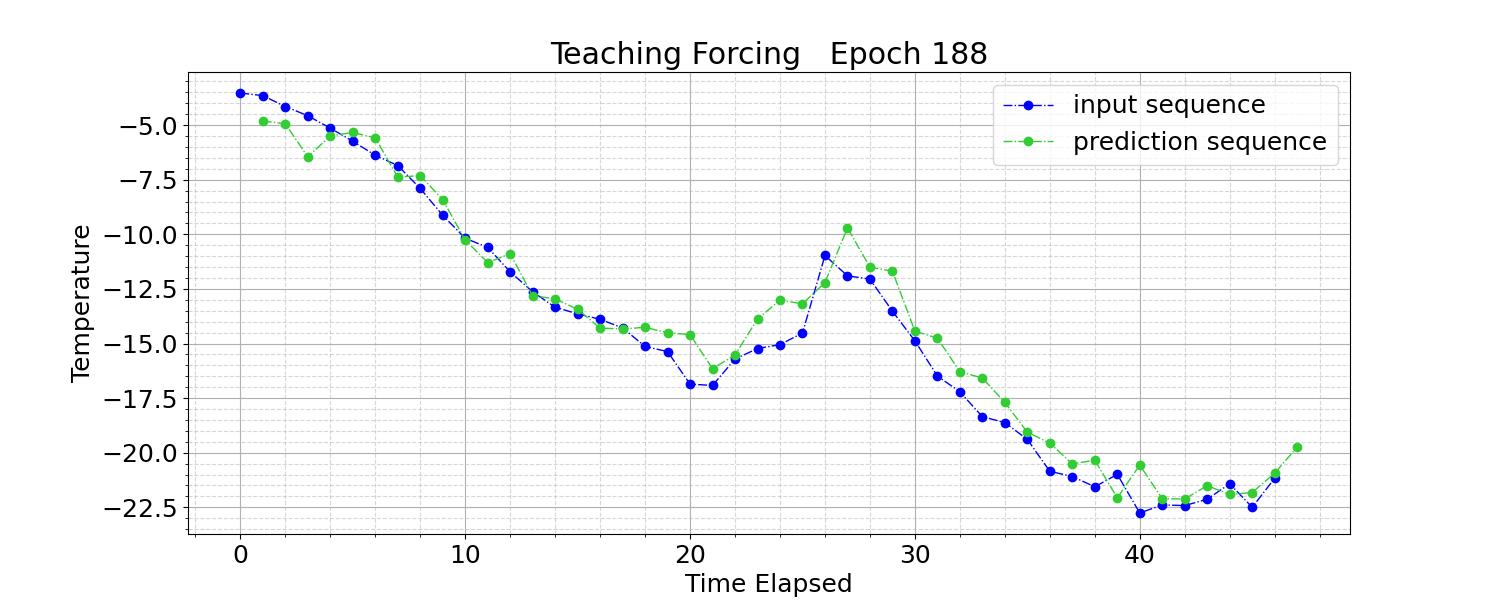 Teaching Forcing   Epoch 188
input sequence
prediction sequence
Temperature
−5.0
−7.5
−10.0
−12.5
−15.0
−17.5
−20.0
−22.5
0 10 20 30 40
Time Elapsed